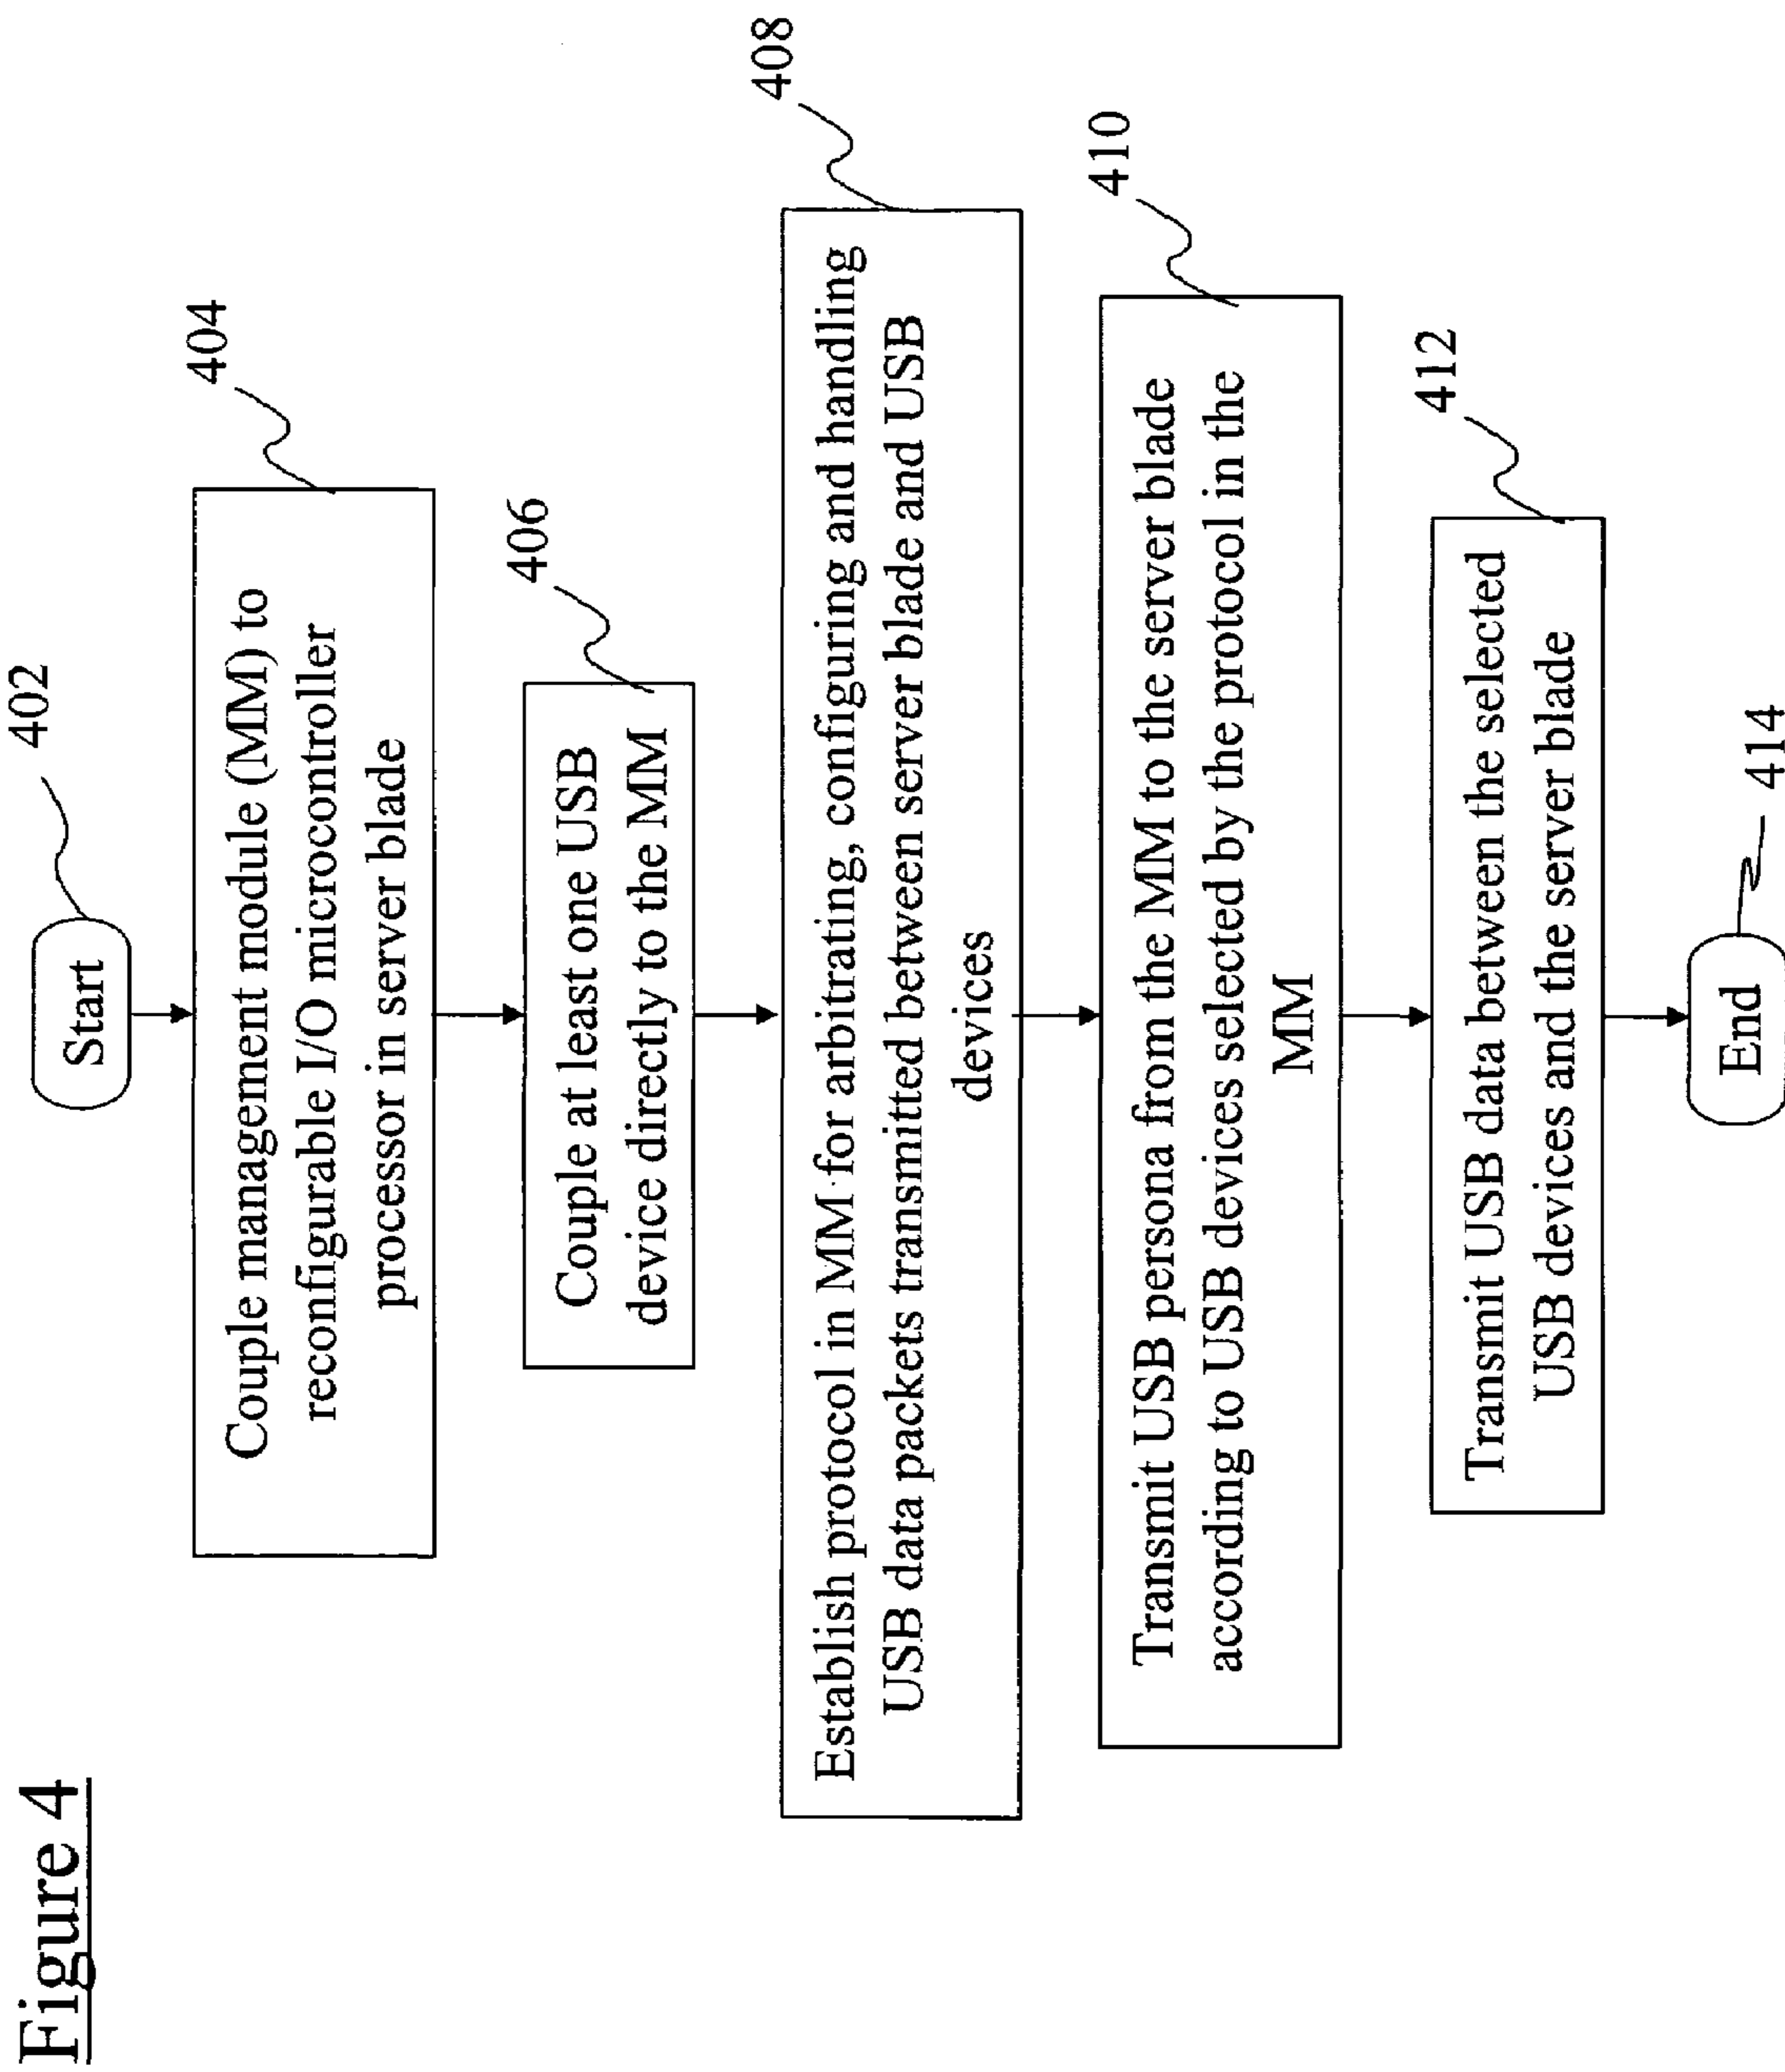 Figure 4
402
Start
404
Couple management module (MM) to
reconfigurable I/O microcontroller
processor in server blade
406
Couple at least one USB
device directly to the MM
408
Establish protocol in MM for arbitrating, configuring and handling
USB data packets transmitted between server blade and USB
devices
410
Transmit USB persona from the MM to the server blade
according to USB devices selected by the protocol in the
MM
412
Transmit USB data between the selected
USB devices and the server blade
End
414